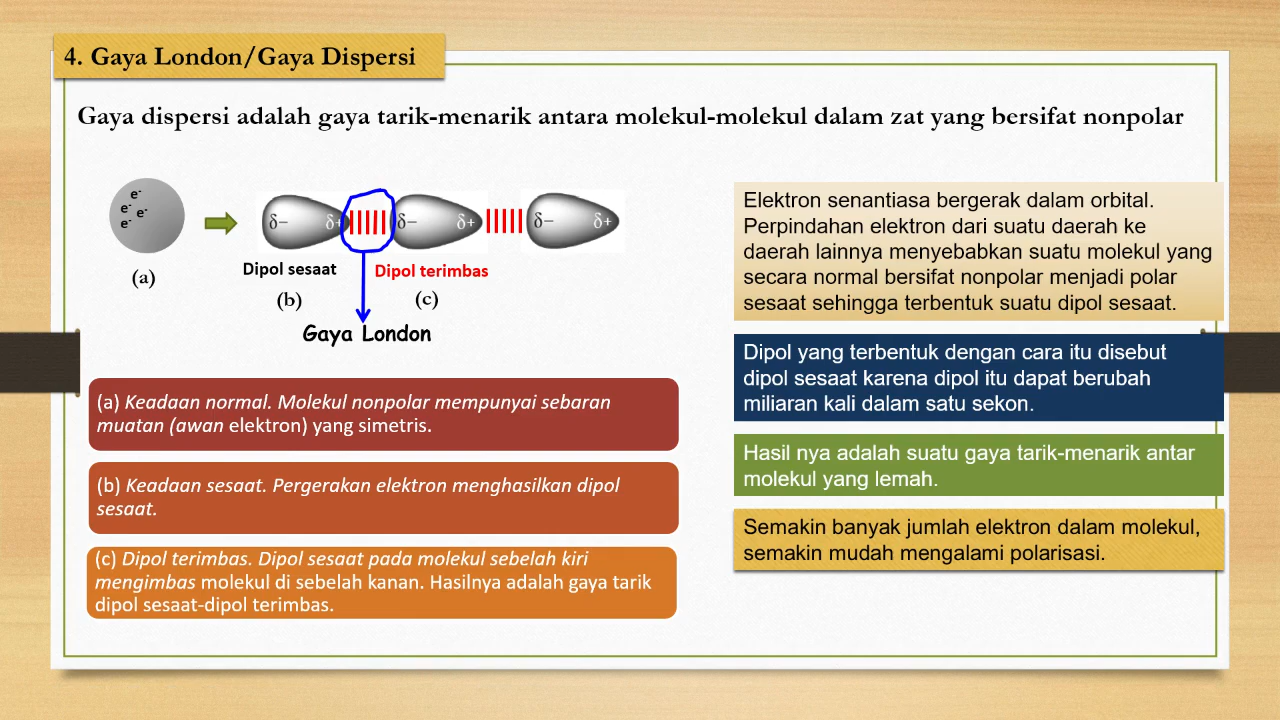 4. Gaya London/Gaya Dispersi
Gaya dispersi adalah gaya tarik-menarik antara molekul-molekul dalam zat yang bersifat nonpolar
e-
e-
e-
e-
(a)
δ− δ+ δ− δ+ δ− δ+
Dipol sesaat
Dipol terimbas
(b)
(c)
Gaya London
(a) Keadaan normal. Molekul nonpolar mempunyai sebaran
muatan (awan elektron) yang simetris.
(b) Keadaan sesaat. Pergerakan elektron menghasilkan dipol
sesaat.
(c) Dipol terimbas. Dipol sesaat pada molekul sebelah kiri
mengimbas molekul di sebelah kanan. Hasilnya adalah gaya tarik
dipol sesaat-dipol terimbas.
Elektron senantiasa bergerak dalam orbital.
Perpindahan elektron dari suatu daerah ke
daerah lainnya menyebabkan suatu molekul yang
secara normal bersifat nonpolar menjadi polar
sesaat sehingga terbentuk suatu dipol sesaat.
Dipol yang terbentuk dengan cara itu disebut
dipol sesaat karena dipol itu dapat berubah
miliaran kali dalam satu sekon.
Hasil nya adalah suatu gaya tarik-menarik antar
molekul yang lemah.
Semakin banyak jumlah elektron dalam molekul,
semakin mudah mengalami polarisasi.